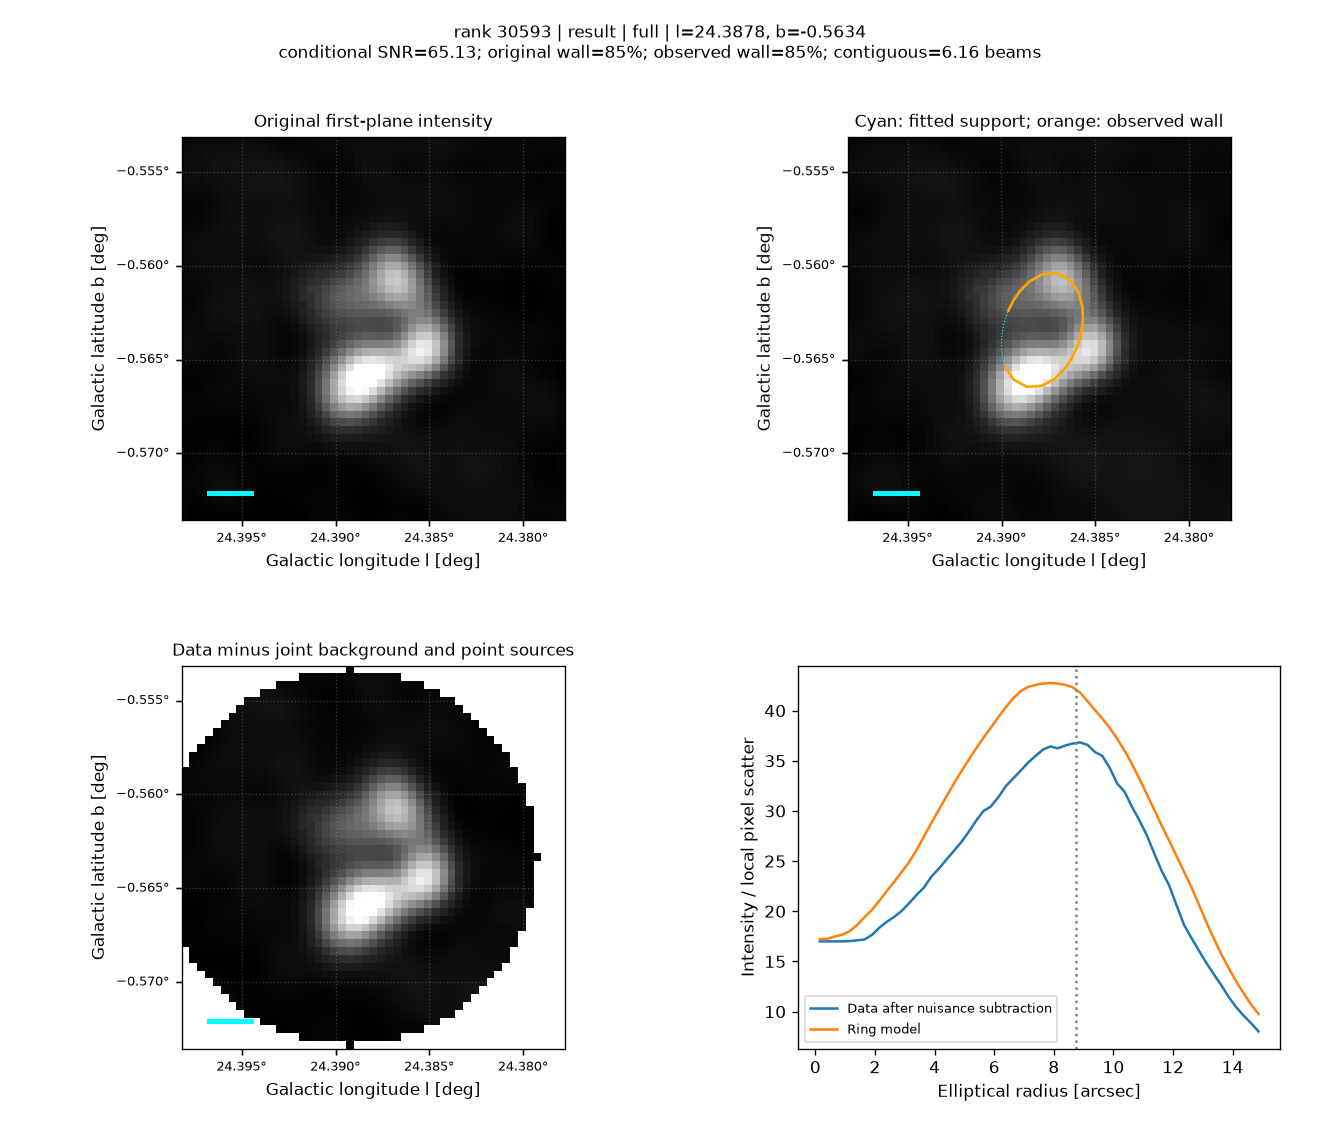 rank 30593 | result | full | l=24.3878, b=-0.5634
conditional SNR=65.13; original wall=85%; observed wall=85%; contiguous=6.16 beams
Original first-plane intensity
Galactic latitude b [deg]
−0.555°
−0.560°
−0.565°
−0.570°
24.395°
24.390°
24.385°
24.380°
Galactic longitude l [deg]
Cyan: fitted support; orange: observed wall
Galactic latitude b [deg]
−0.555°
−0.560°
−0.565°
−0.570°
24.395°
24.390°
24.385°
24.380°
Galactic longitude l [deg]
Data minus joint background and point sources
Galactic latitude b [deg]
−0.555°
−0.560°
−0.565°
−0.570°
24.395°
24.390°
24.385°
24.380°
Galactic longitude l [deg]
Intensity / local pixel scatter
40
35
30
25
20
15
10
Data after nuisance subtraction
Ring model
0
2
4
6
8
10
12
14
Elliptical radius [arcsec]